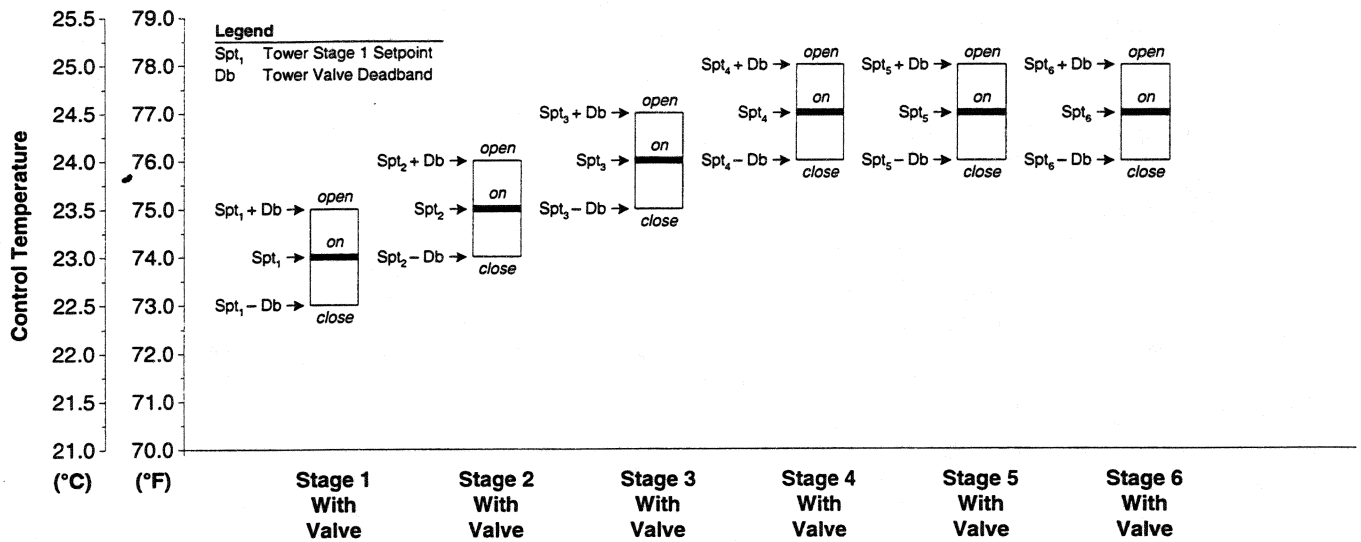 Control Temperature
25.5
25.0
24.5
24.0
23.5
23.0
22.5
22.0
21.5
21.0
(°C)
79.0
78.0
77.0
76.0
75.0
74.0
73.0
72.0
71.0
70.0
(°F)
Legend
Spt₁ Tower Stage 1 Setpoint
Db Tower Valve Deadband
Spt₁ + Db
Spt₁
Spt₁ – Db
open
on
close
Spt₂ + Db
Spt₂
Spt₂ – Db
open
on
close
Spt₃ + Db
Spt₃
Spt₃ – Db
open
on
close
Spt₄ + Db
Spt₄
Spt₄ – Db
open
on
close
Spt₅ + Db
Spt₅
Spt₅ – Db
open
on
close
Spt₆ + Db
Spt₆
Spt₆ – Db
open
on
close
Stage 1
With
Valve
Stage 2
With
Valve
Stage 3
With
Valve
Stage 4
With
Valve
Stage 5
With
Valve
Stage 6
With
Valve